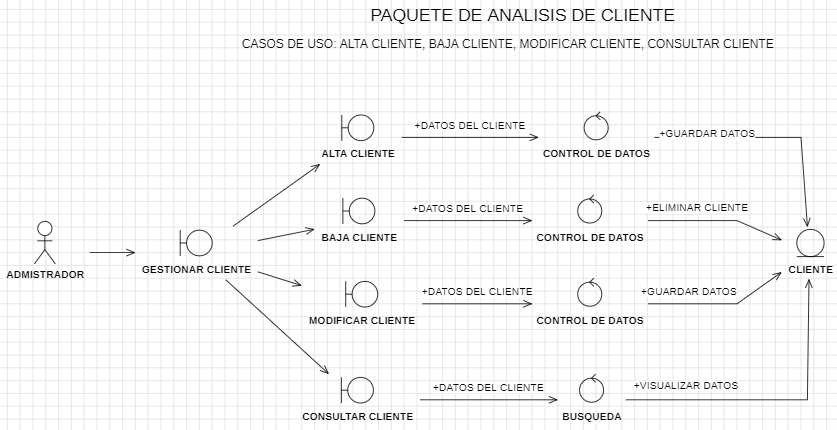 PAQUETE DE ANALISIS DE CLIENTE
CASOS DE USO: ALTA CLIENTE, BAJA CLIENTE, MODIFICAR CLIENTE, CONSULTAR CLIENTE
+DATOS DEL CLIENTE
+GUARDAR DATOS
ALTA CLIENTE
CONTROL DE DATOS
+DATOS DEL CLIENTE
+ELIMINAR CLIENTE
BAJA CLIENTE
CONTROL DE DATOS
ADMISTRADOR
GESTIONAR CLIENTE
CLIENTE
+DATOS DEL CLIENTE
+GUARDAR DATOS
MODIFICAR CLIENTE
CONTROL DE DATOS
+DATOS DEL CLIENTE
+VISUALIZAR DATOS
CONSULTAR CLIENTE
BUSQUEDA